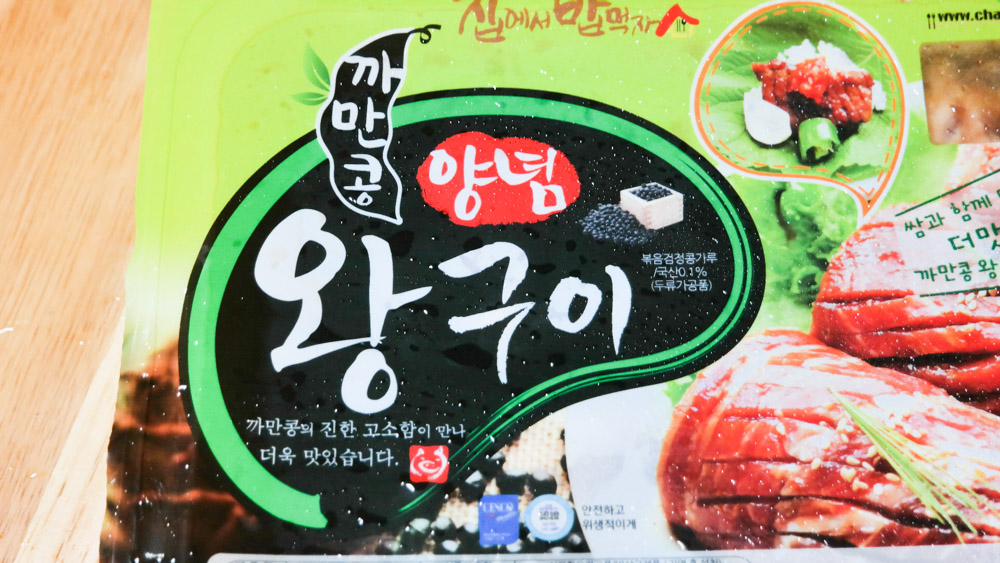 집에서 밥먹자
www.cha
까만콩
양념
왕구이
볶음검정콩가루
/국산0.1%
(두류가공품)
쌈과 함께
더맛
까만콩 왕
까만콩의 진한 고소함이 만나
더욱 맛있습니다.
안전하고
위생적이게